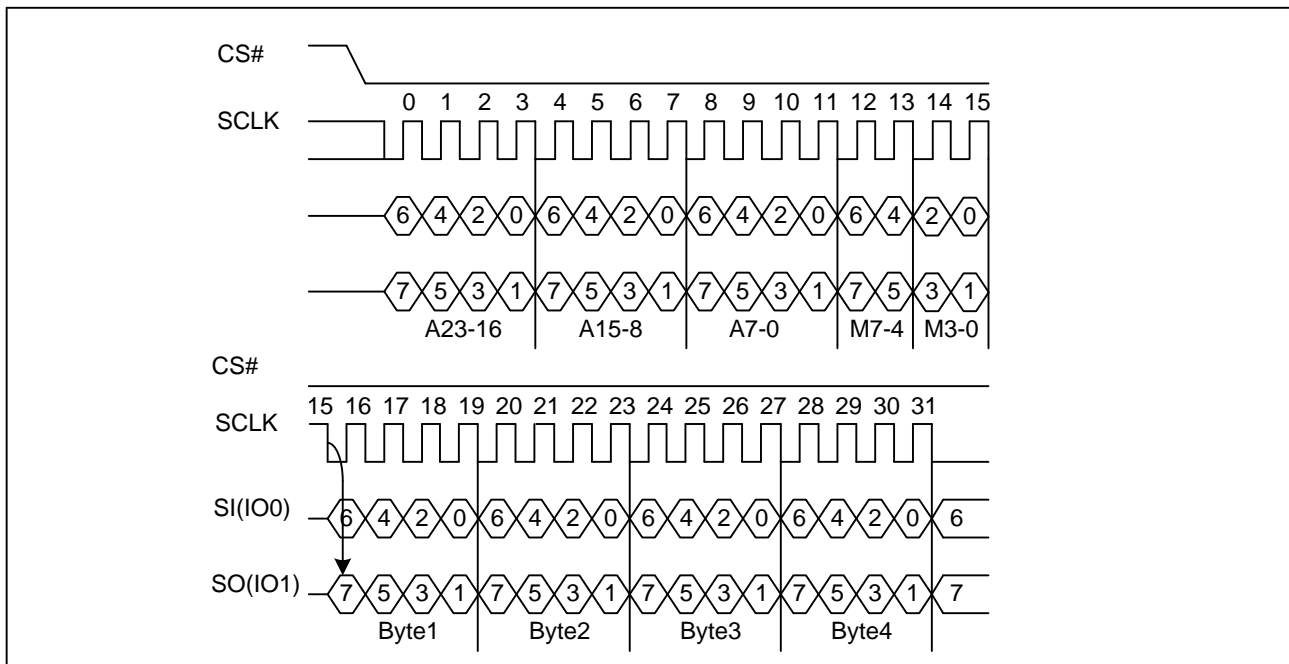 CS#
0 1 2 3 4 5 6 7 8 9 10 11 12 13 14 15
SCLK
6 4 2 0 6 4 2 0 6 4 2 0 6 4 2 0
7 5 3 1 7 5 3 1 7 5 3 1 7 5 3 1
A23-16 A15-8 A7-0 M7-4 M3-0
CS#
15 16 17 18 19 20 21 22 23 24 25 26 27 28 29 30 31
SCLK
SI(IO0) 6 4 2 0 6 4 2 0 6 4 2 0 6 4 2 0 6
SO(IO1) 7 5 3 1 7 5 3 1 7 5 3 1 7 5 3 1 7
Byte1 Byte2 Byte3 Byte4